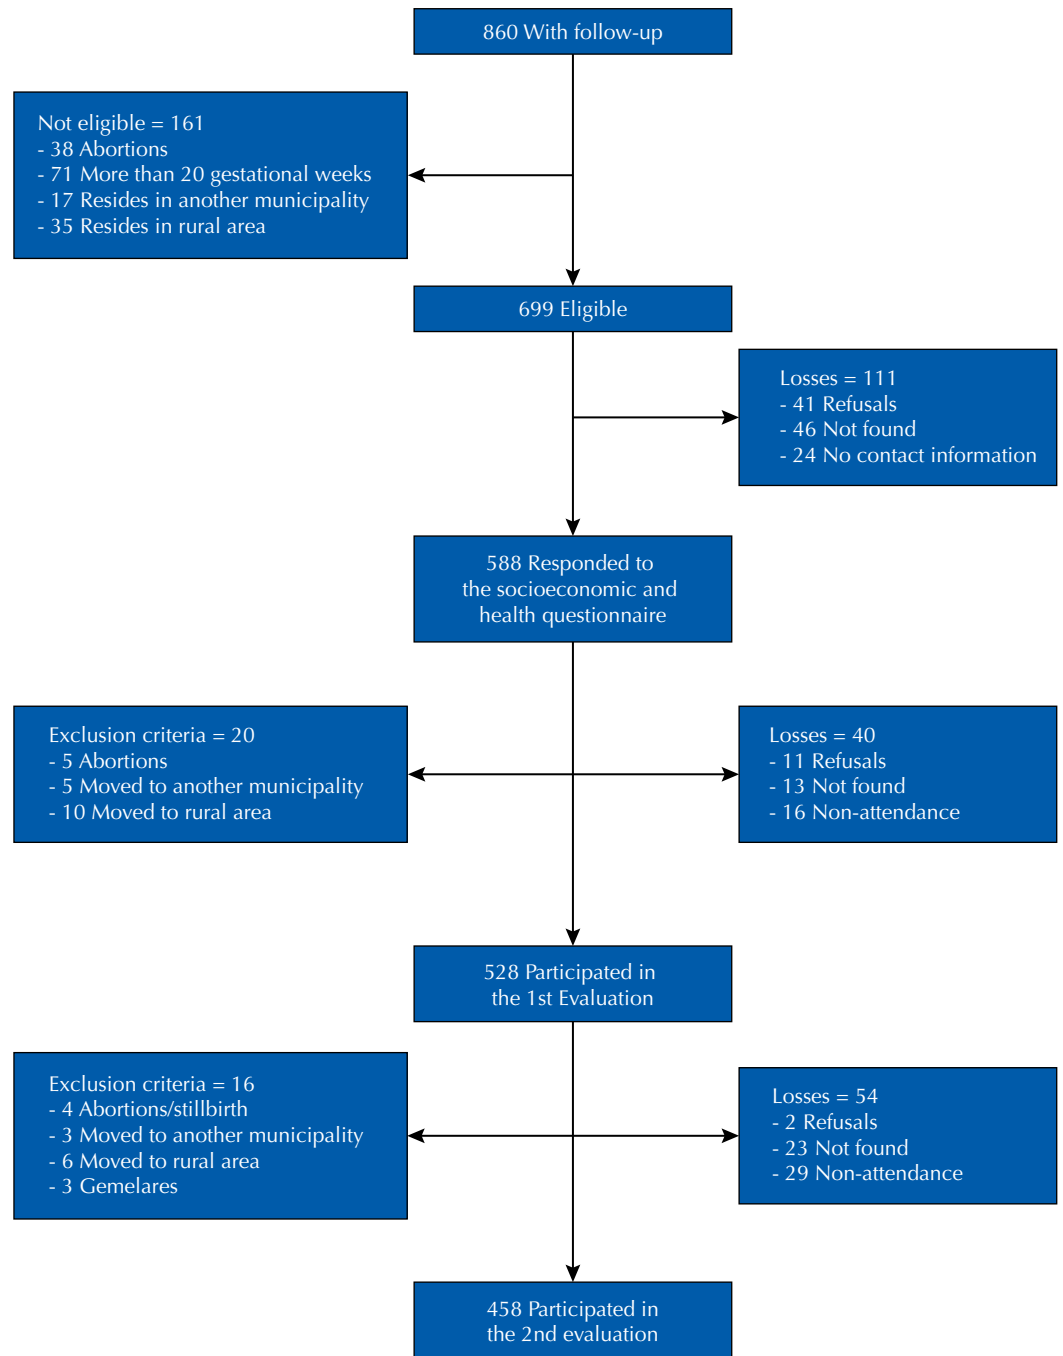 860 With follow-up
Not eligible = 161
- 38 Abortions
- 71 More than 20 gestational weeks
- 17 Resides in another municipality
- 35 Resides in rural area
699 Eligible
Losses = 111
- 41 Refusals
- 46 Not found
- 24 No contact information
588 Responded to
the socioeconomic and
health questionnaire
Exclusion criteria = 20
- 5 Abortions
- 5 Moved to another municipality
- 10 Moved to rural area
Losses = 40
- 11 Refusals
- 13 Not found
- 16 Non-attendance
528 Participated in
the 1st Evaluation
Exclusion criteria = 16
- 4 Abortions/stillbirth
- 3 Moved to another municipality
- 6 Moved to rural area
- 3 Gemelares
Losses = 54
- 2 Refusals
- 23 Not found
- 29 Non-attendance
458 Participated in
the 2nd evaluation